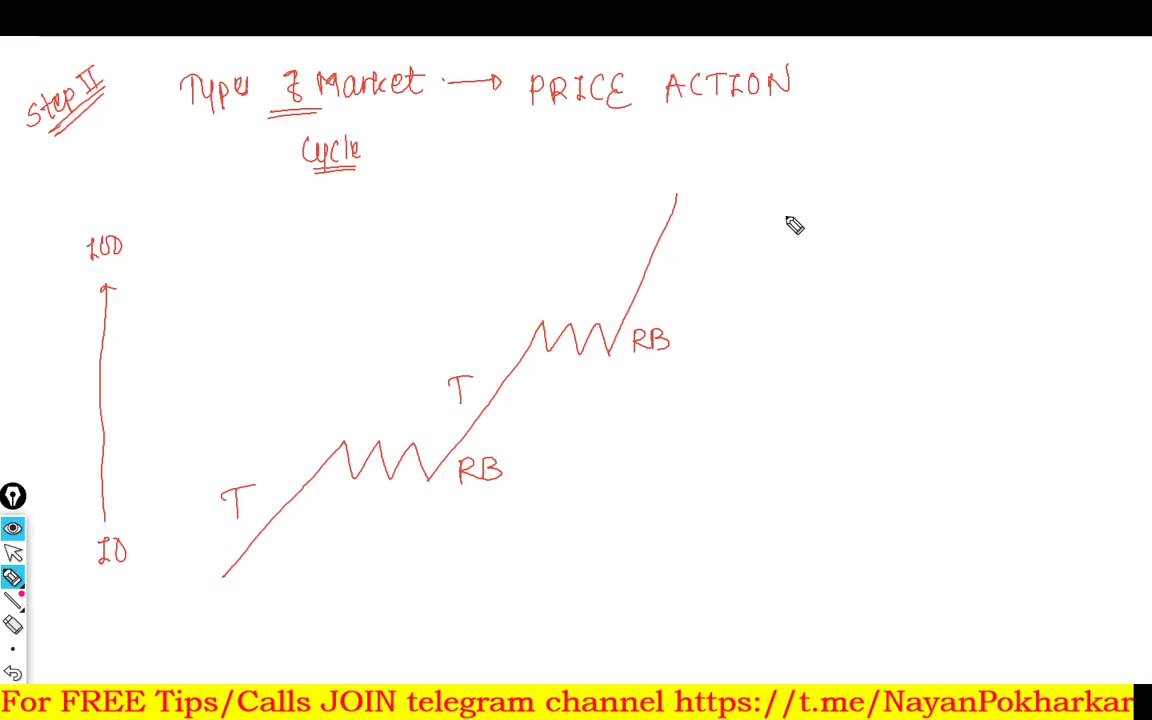 Step II
Types of Market → PRICE ACTION
Cycle
100
RB
T
RB
T
10
For FREE Tips/Calls JOIN telegram channel https://t.me/NayanPokharkar